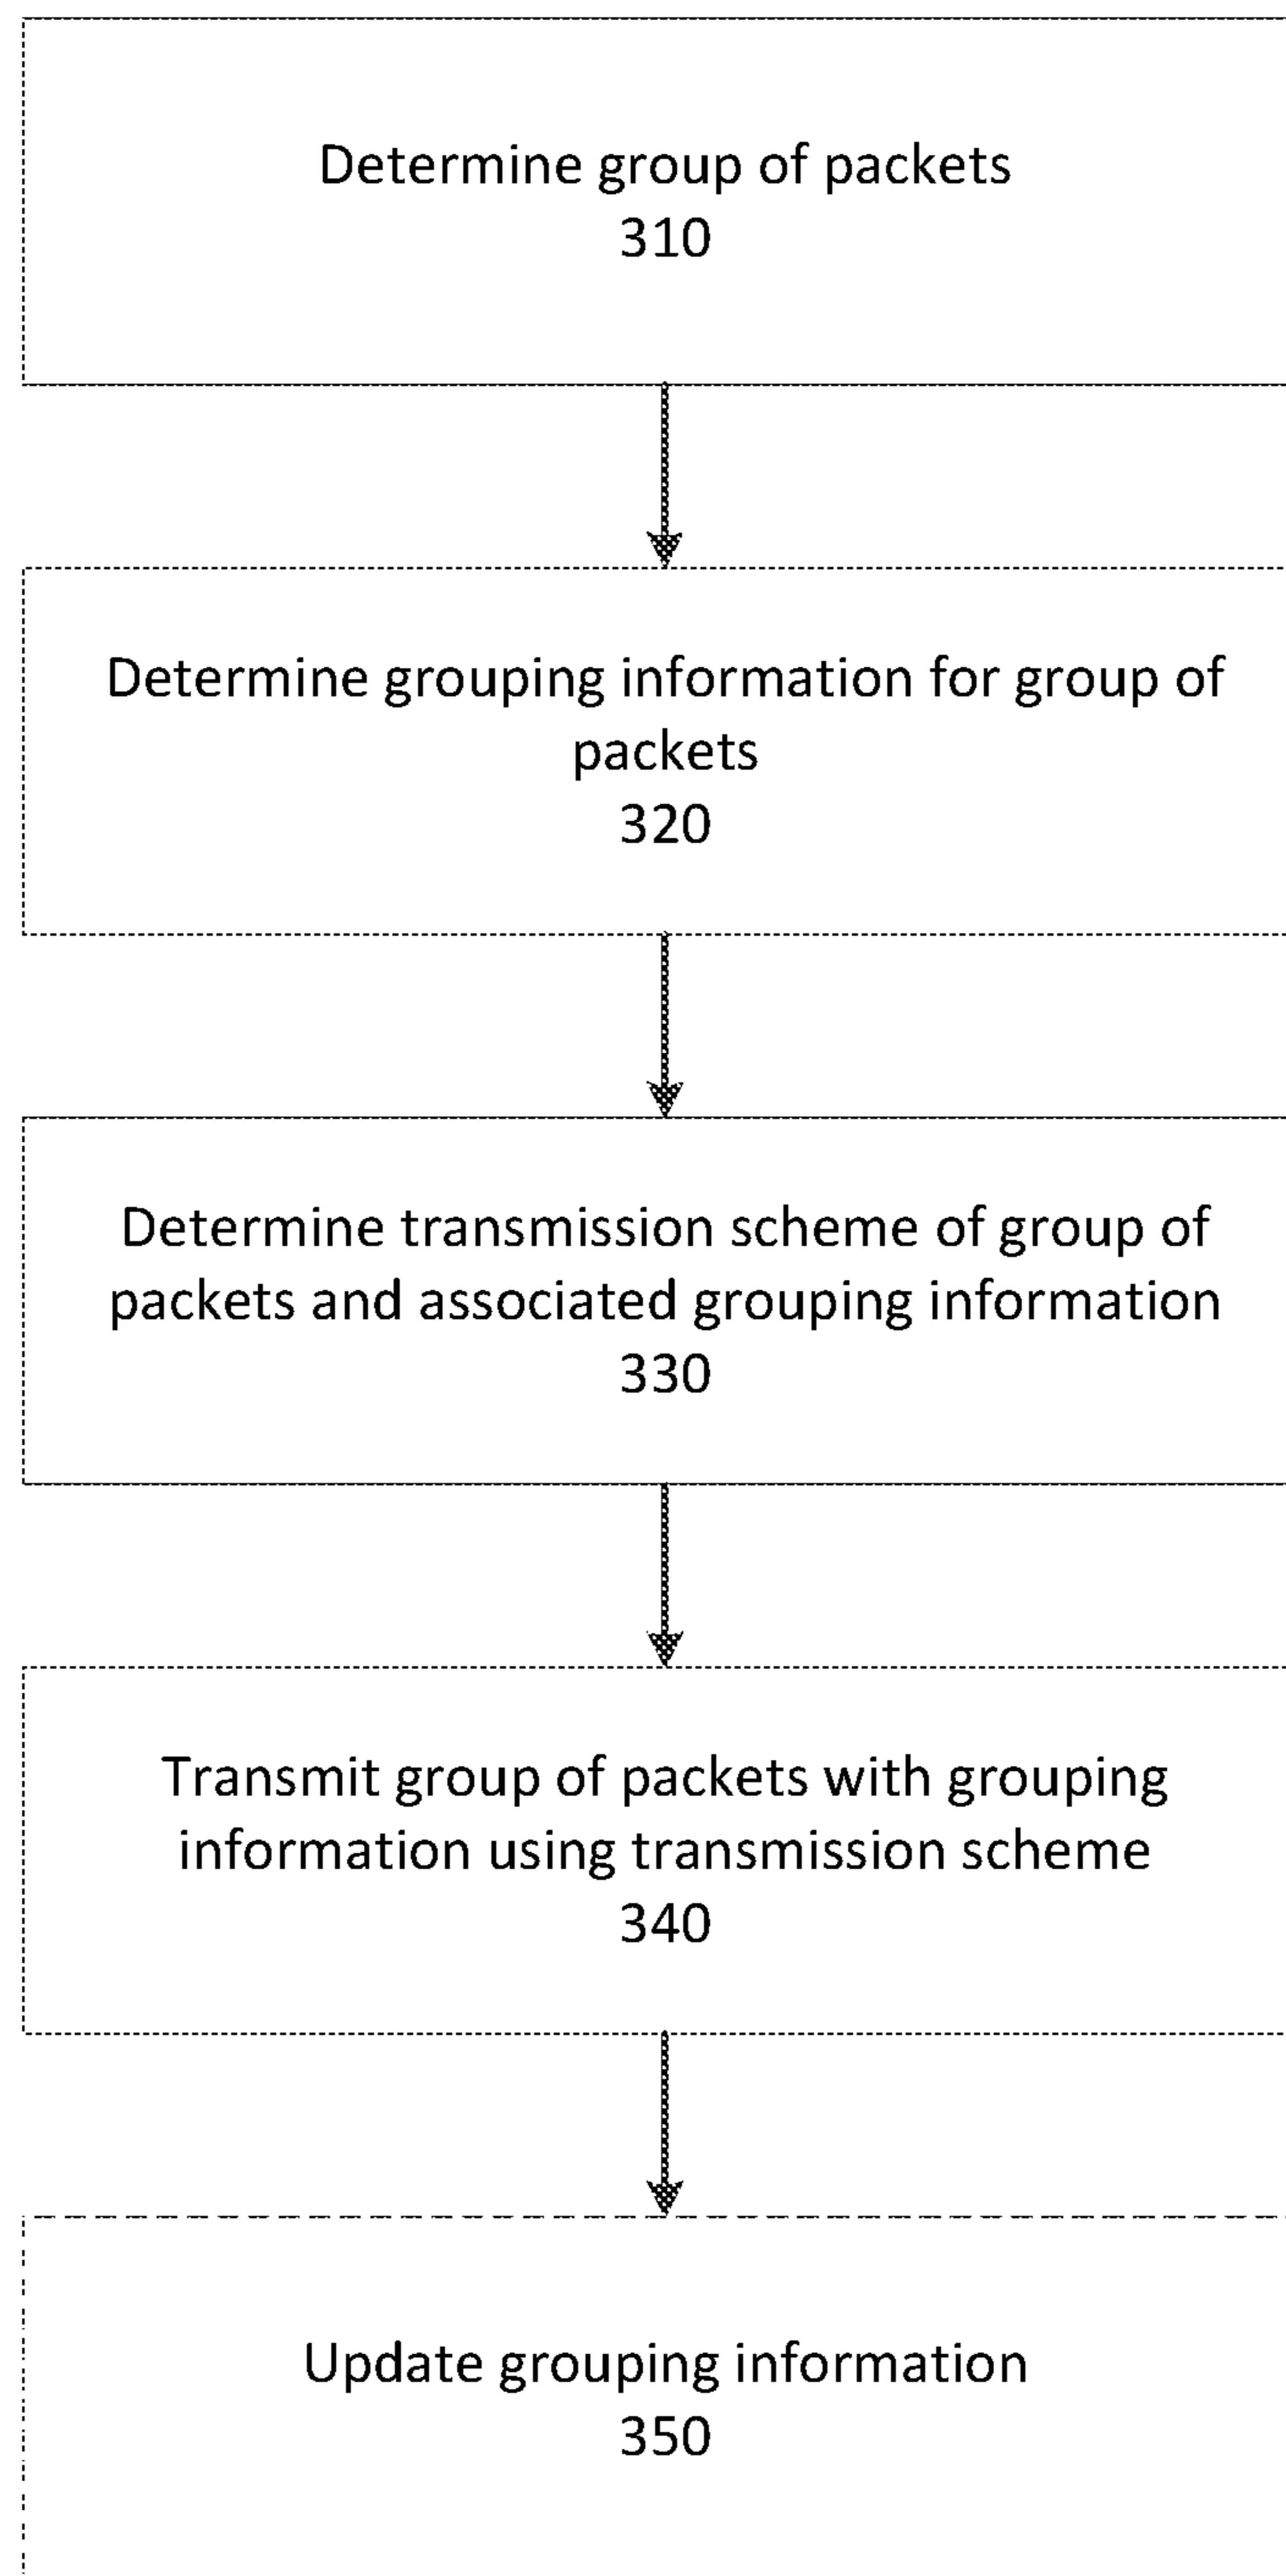 Determine group of packets
310
Determine grouping information for group of
packets
320
Determine transmission scheme of group of
packets and associated grouping information
330
Transmit group of packets with grouping
information using transmission scheme
340
Update grouping information
350